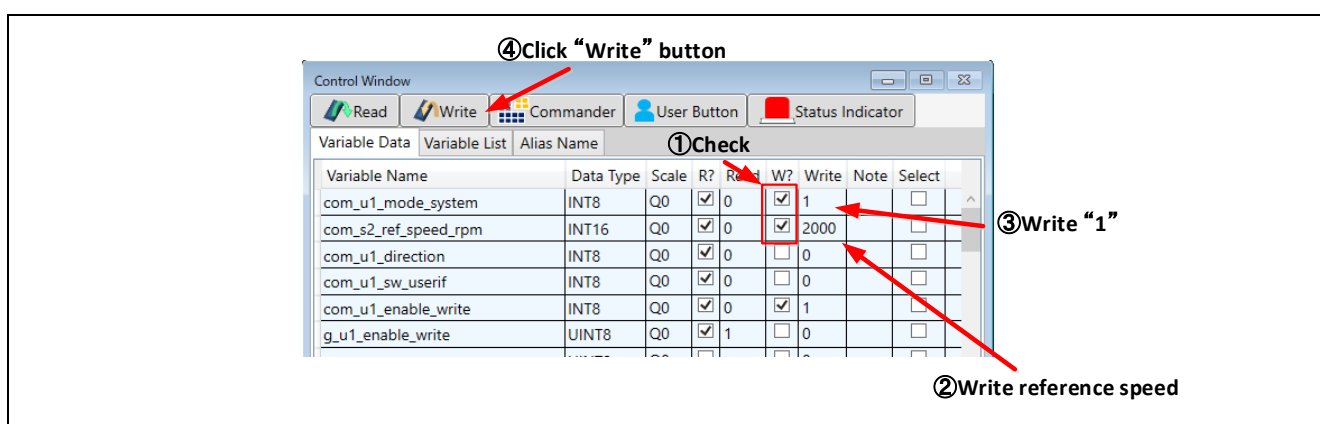 ④Click “Write” button
Control Window
Read Write Commander User Button Status Indicator
Variable Data Variable List Alias Name
①Check
Variable Name Data Type Scale R? Read W? Write Note Select
com_u1_mode_system INT8 Q0 0 1
③Write “1”
com_s2_ref_speed_rpm INT16 Q0 0 2000
com_u1_direction INT8 Q0 0 0
com_u1_sw_userif INT8 Q0 0 0
com_u1_enable_write INT8 Q0 0 1
g_u1_enable_write UINT8 Q0 1 0
②Write reference speed